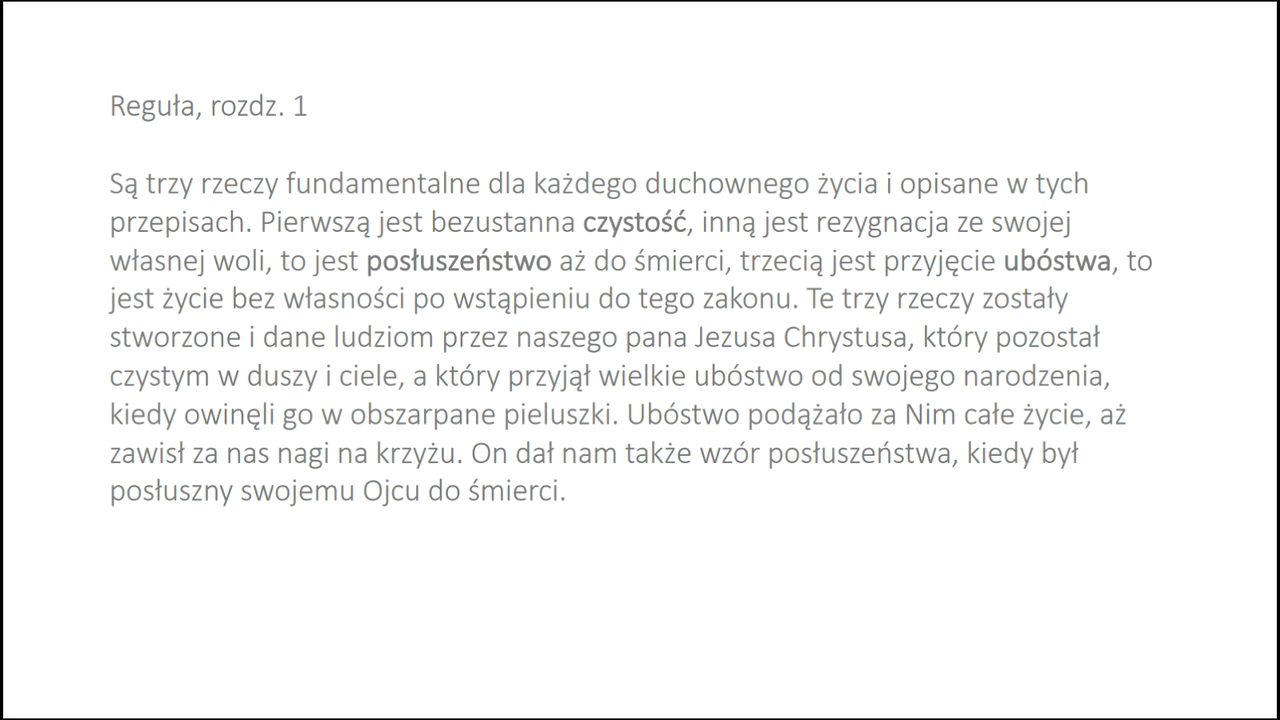 Reguła, rozdz. 1
Są trzy rzeczy fundamentalne dla każdego duchownego życia i opisane w tych
przepisach. Pierwszą jest bezustanna czystość, inną jest rezygnacja ze swojej
własnej woli, to jest posłuszeństwo aż do śmierci, trzecią jest przyjęcie ubóstwa, to
jest życie bez własności po wstąpieniu do tego zakonu. Te trzy rzeczy zostały
stworzone i dane ludziom przez naszego pana Jezusa Chrystusa, który pozostał
czystym w duszy i ciele, a który przyjął wielkie ubóstwo od swojego narodzenia,
kiedy owinęli go w obszarpane pieluszki. Ubóstwo podążało za Nim całe życie, aż
zawisł za nas nagi na krzyżu. On dał nam także wzór posłuszeństwa, kiedy był
posłuszny swojemu Ojcu do śmierci.